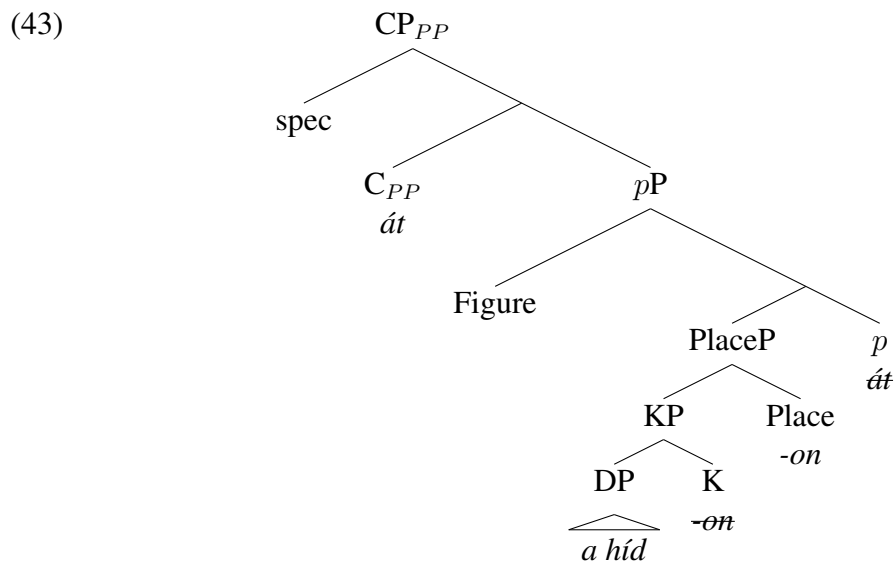 (43) CP_PP
spec
C_PP pP
át
Figure
PlaceP p
át
KP Place
-on
DP K
-on
a híd